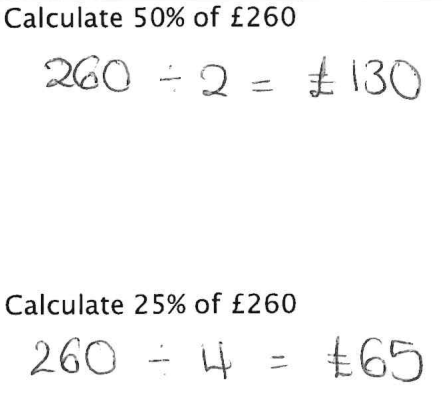 Calculate 50% of £260
260 ÷ 2 = £130
Calculate 25% of £260
260 ÷ 4 = £65